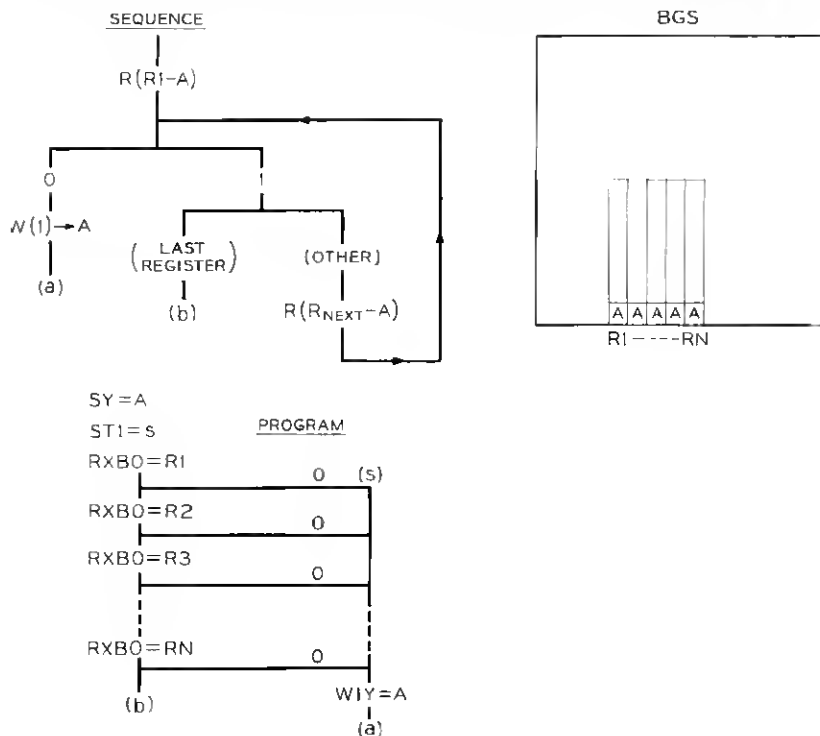 SEQUENCE
R(R1-A)
0 1
W(1)→A
(LAST REGISTER) (OTHER)
(a)
(b)
R(R_NEXT-A)
BGS
A A A A A
R1----RN
SY=A
ST1=s
PROGRAM
RXBO=R1
0 (s)
RXBO=R2
0
RXBO=R3
0
RXBO=RN
0
W1Y=A
(b)
(a)